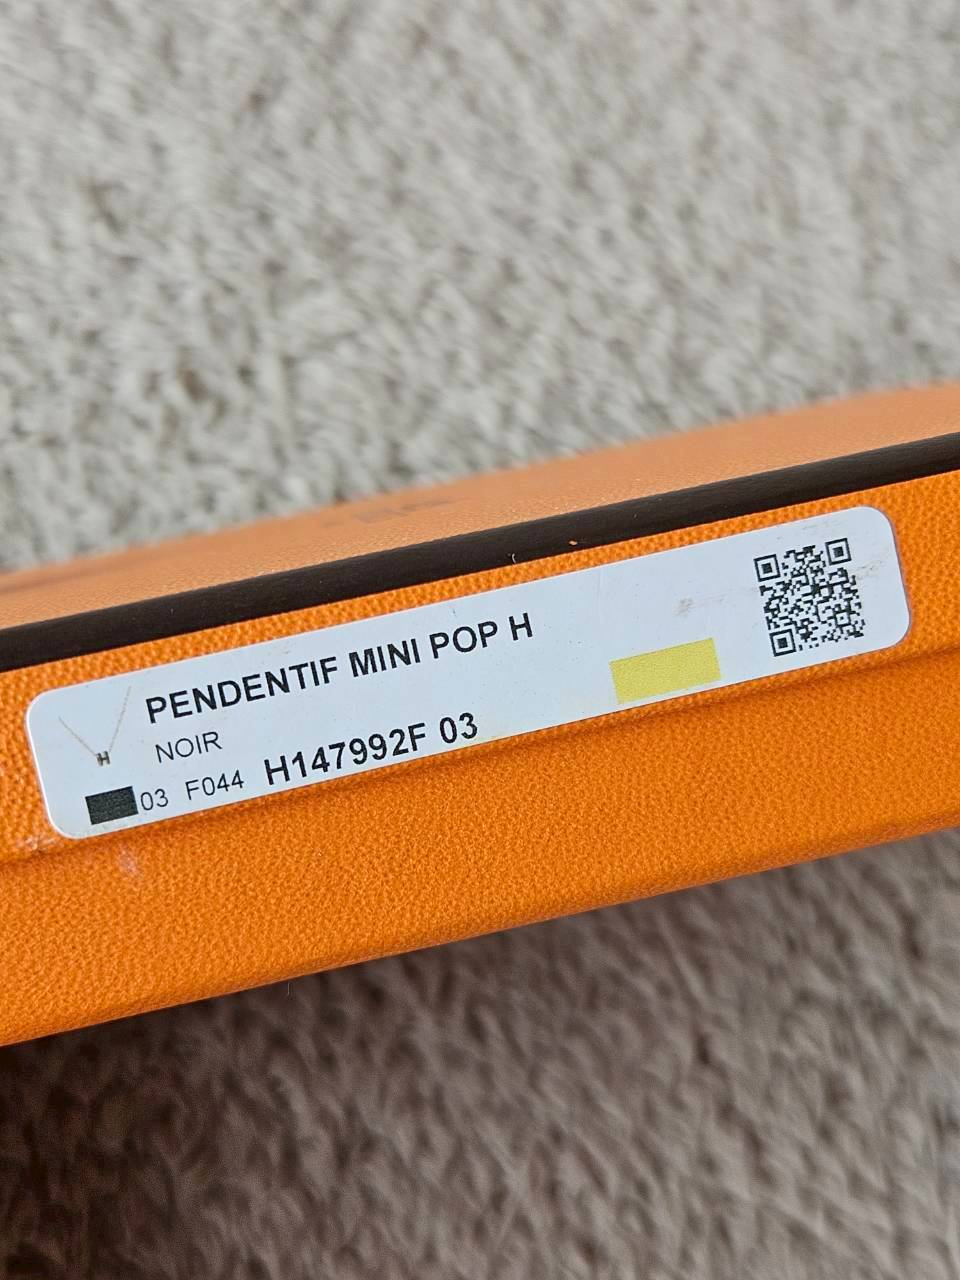 PENDENTIF MINI POP H
NOIR
03 F044 H147992F 03